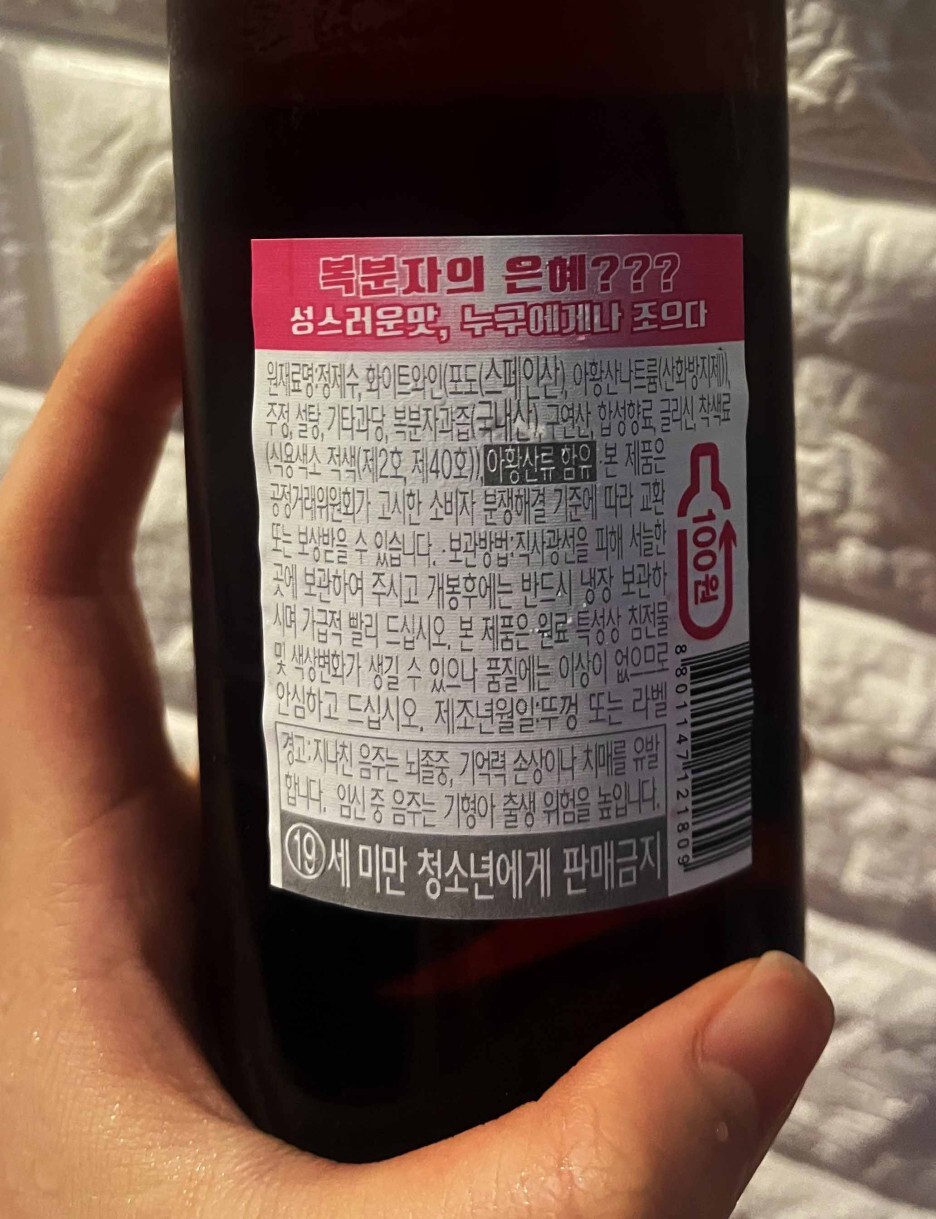 복분자의 은혜???
성스러운맛, 누구에게나 조으다
원재료명:정제수, 화이트와인(포도(스페인산), 아황산나트륨(산화방지제)),
주정, 설탕, 기타과당, 복분자과즙(국내산), 구연산, 합성향료, 글리신, 착색료
(식용색소 적색(제2호, 제40호)) 아황산류 함유 ·본 제품은
공정거래위원회가 고시한 소비자 분쟁해결 기준에 따라 교환
또는 보상받을 수 있습니다. ·보관방법:직사광선을 피해 서늘한
곳에 보관하여 주시고 개봉후에는 반드시 냉장 보관하
시며 가급적 빨리 드십시오. 본 제품은 원료 특성상 침전물
및 색상변화가 생길 수 있으나 품질에는 이상이 없으므로
안심하고 드십시오. 제조년월일:뚜껑 또는 라벨
경고:지나친 음주는 뇌졸중, 기억력 손상이나 치매를 유발
합니다. 임신 중 음주는 기형아 출생 위험을 높입니다.
19세 미만 청소년에게 판매금지
100원
8 801147 121809